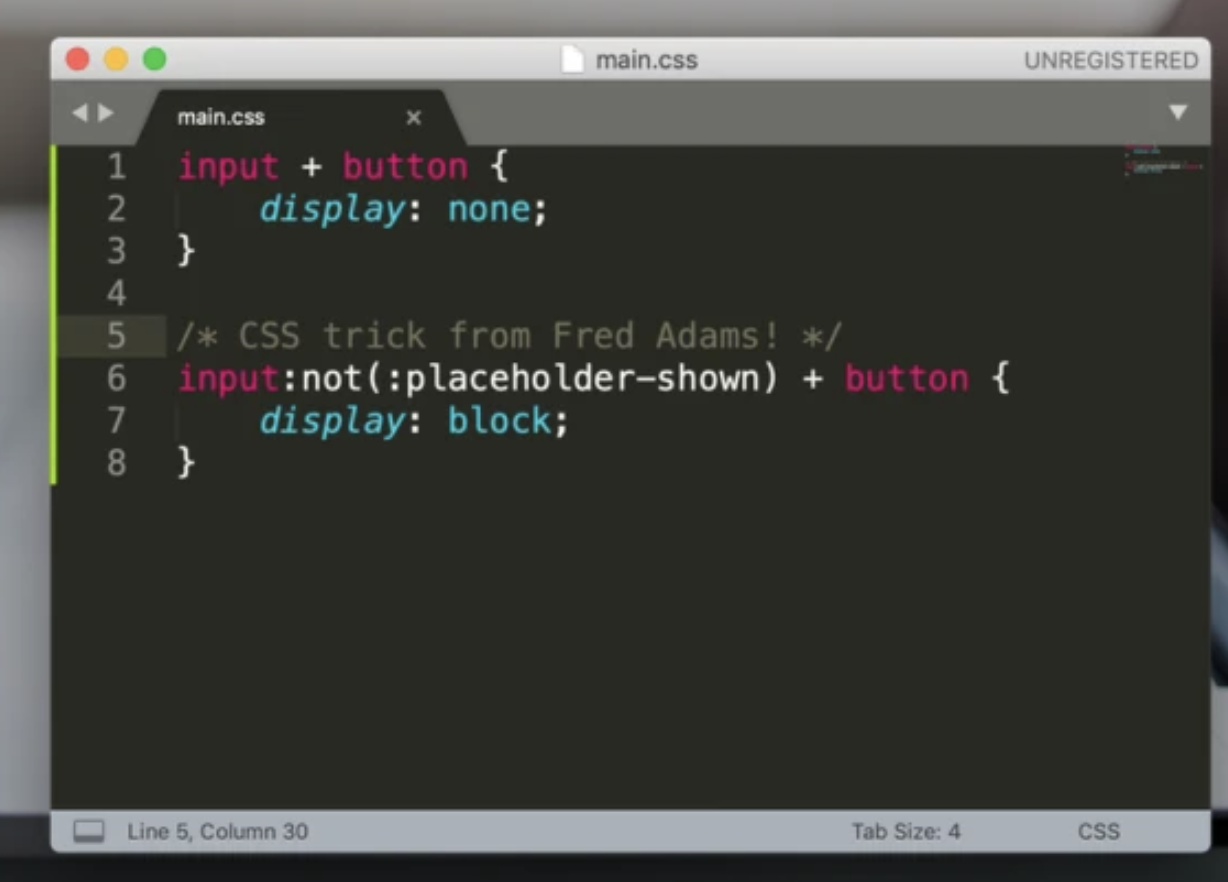 main.css
UNREGISTERED
main.css
1 input + button {
2     display: none;
3 }
4
5 /* CSS trick from Fred Adams! */
6 input:not(:placeholder-shown) + button {
7     display: block;
8 }
Line 5, Column 30
Tab Size: 4
CSS